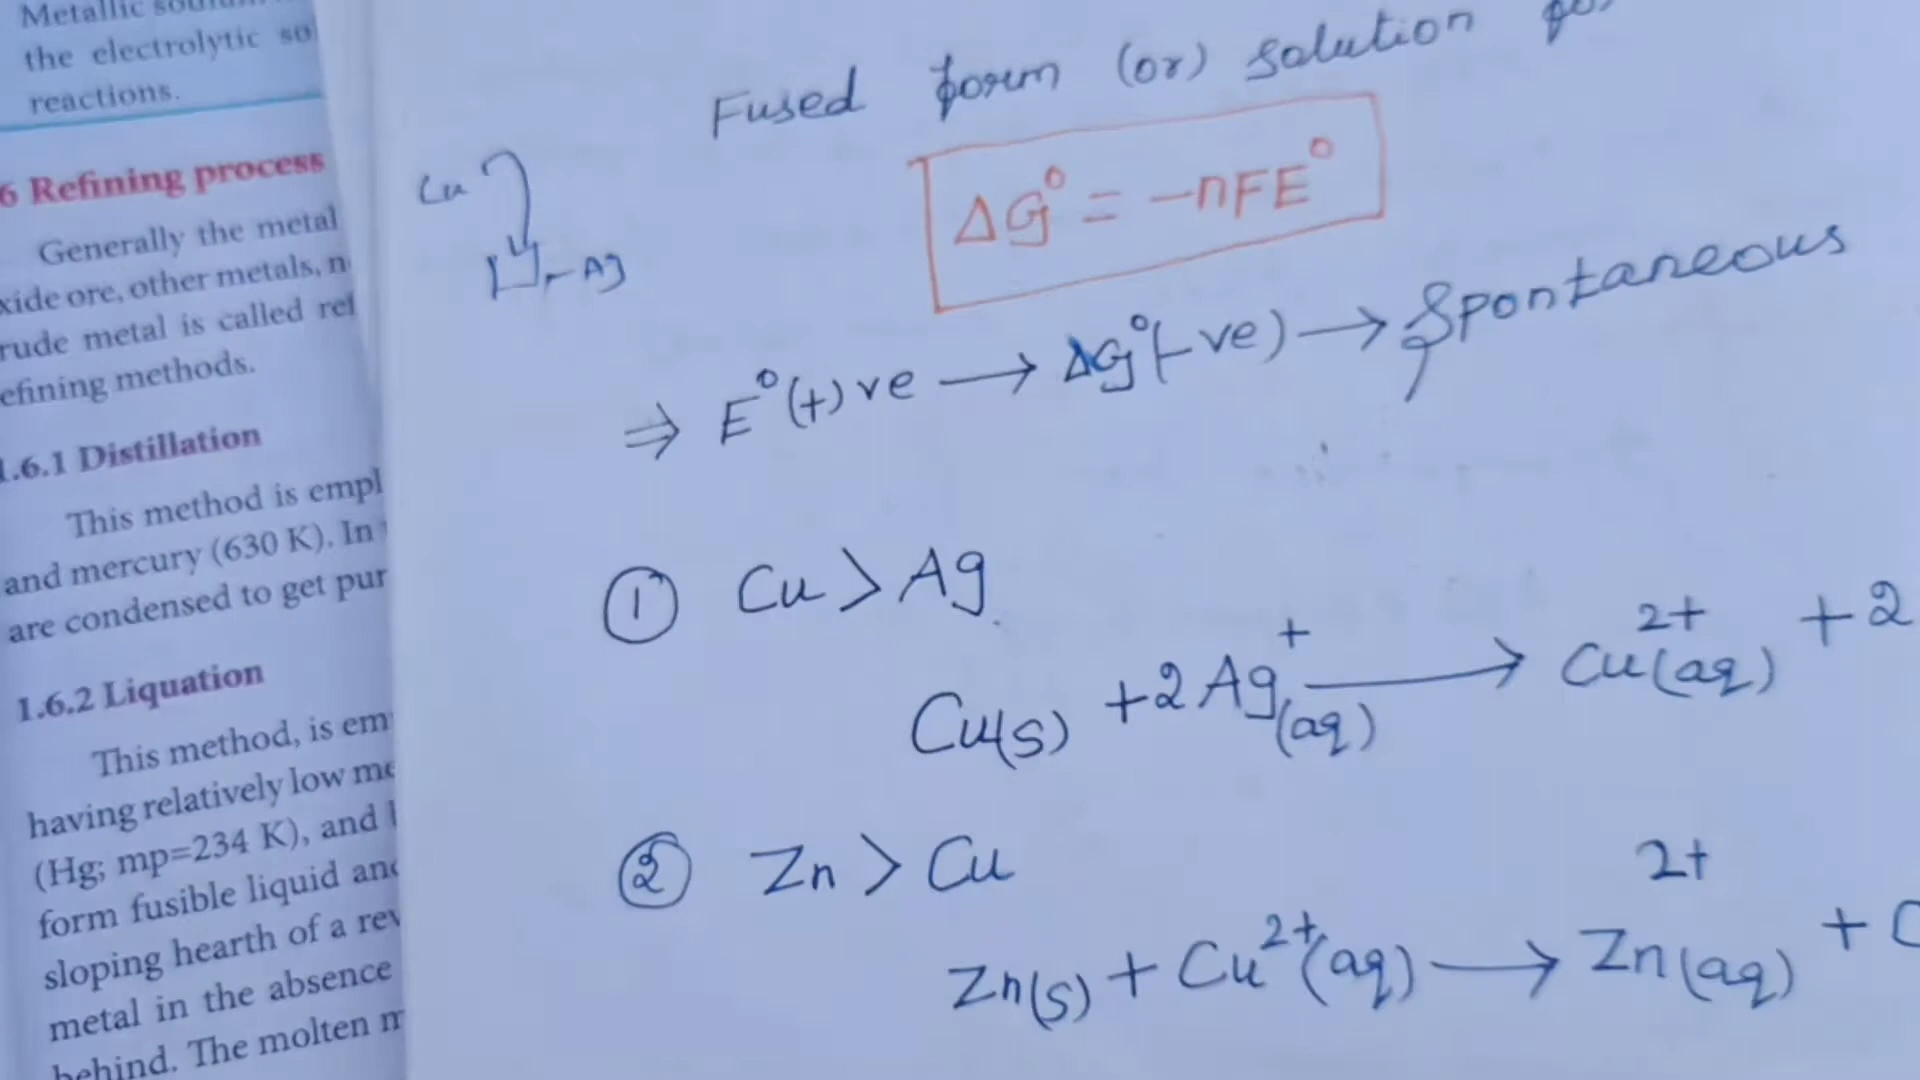 Metallic
the electrolytic so
reactions.
6 Refining process
Generally the metal
xide ore, other metals, n
rude metal is called ref
efining methods.
1.6.1 Distillation
This method is empl
and mercury (630 K). In
are condensed to get pur
1.6.2 Liquation
This method, is em
having relatively low me
(Hg; mp=234 K), and
form fusible liquid and
sloping hearth of a rev
metal in the absence
behind. The molten m
Fused form (or) solution
Cu
Ag
ΔG° = -nFE°
⇒ E°(+)ve → ΔG°(-ve) → Spontaneous
① Cu > Ag
Cu(s) + 2Ag⁺(aq) → Cu²⁺(aq) + 2
② Zn > Cu
Zn(s) + Cu²⁺(aq) → Zn²⁺(aq) + C